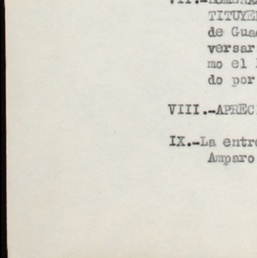 TITUYE
de Gua
versar
mo el
do por
VIII.-APREC
IX.-La entre
Amparo